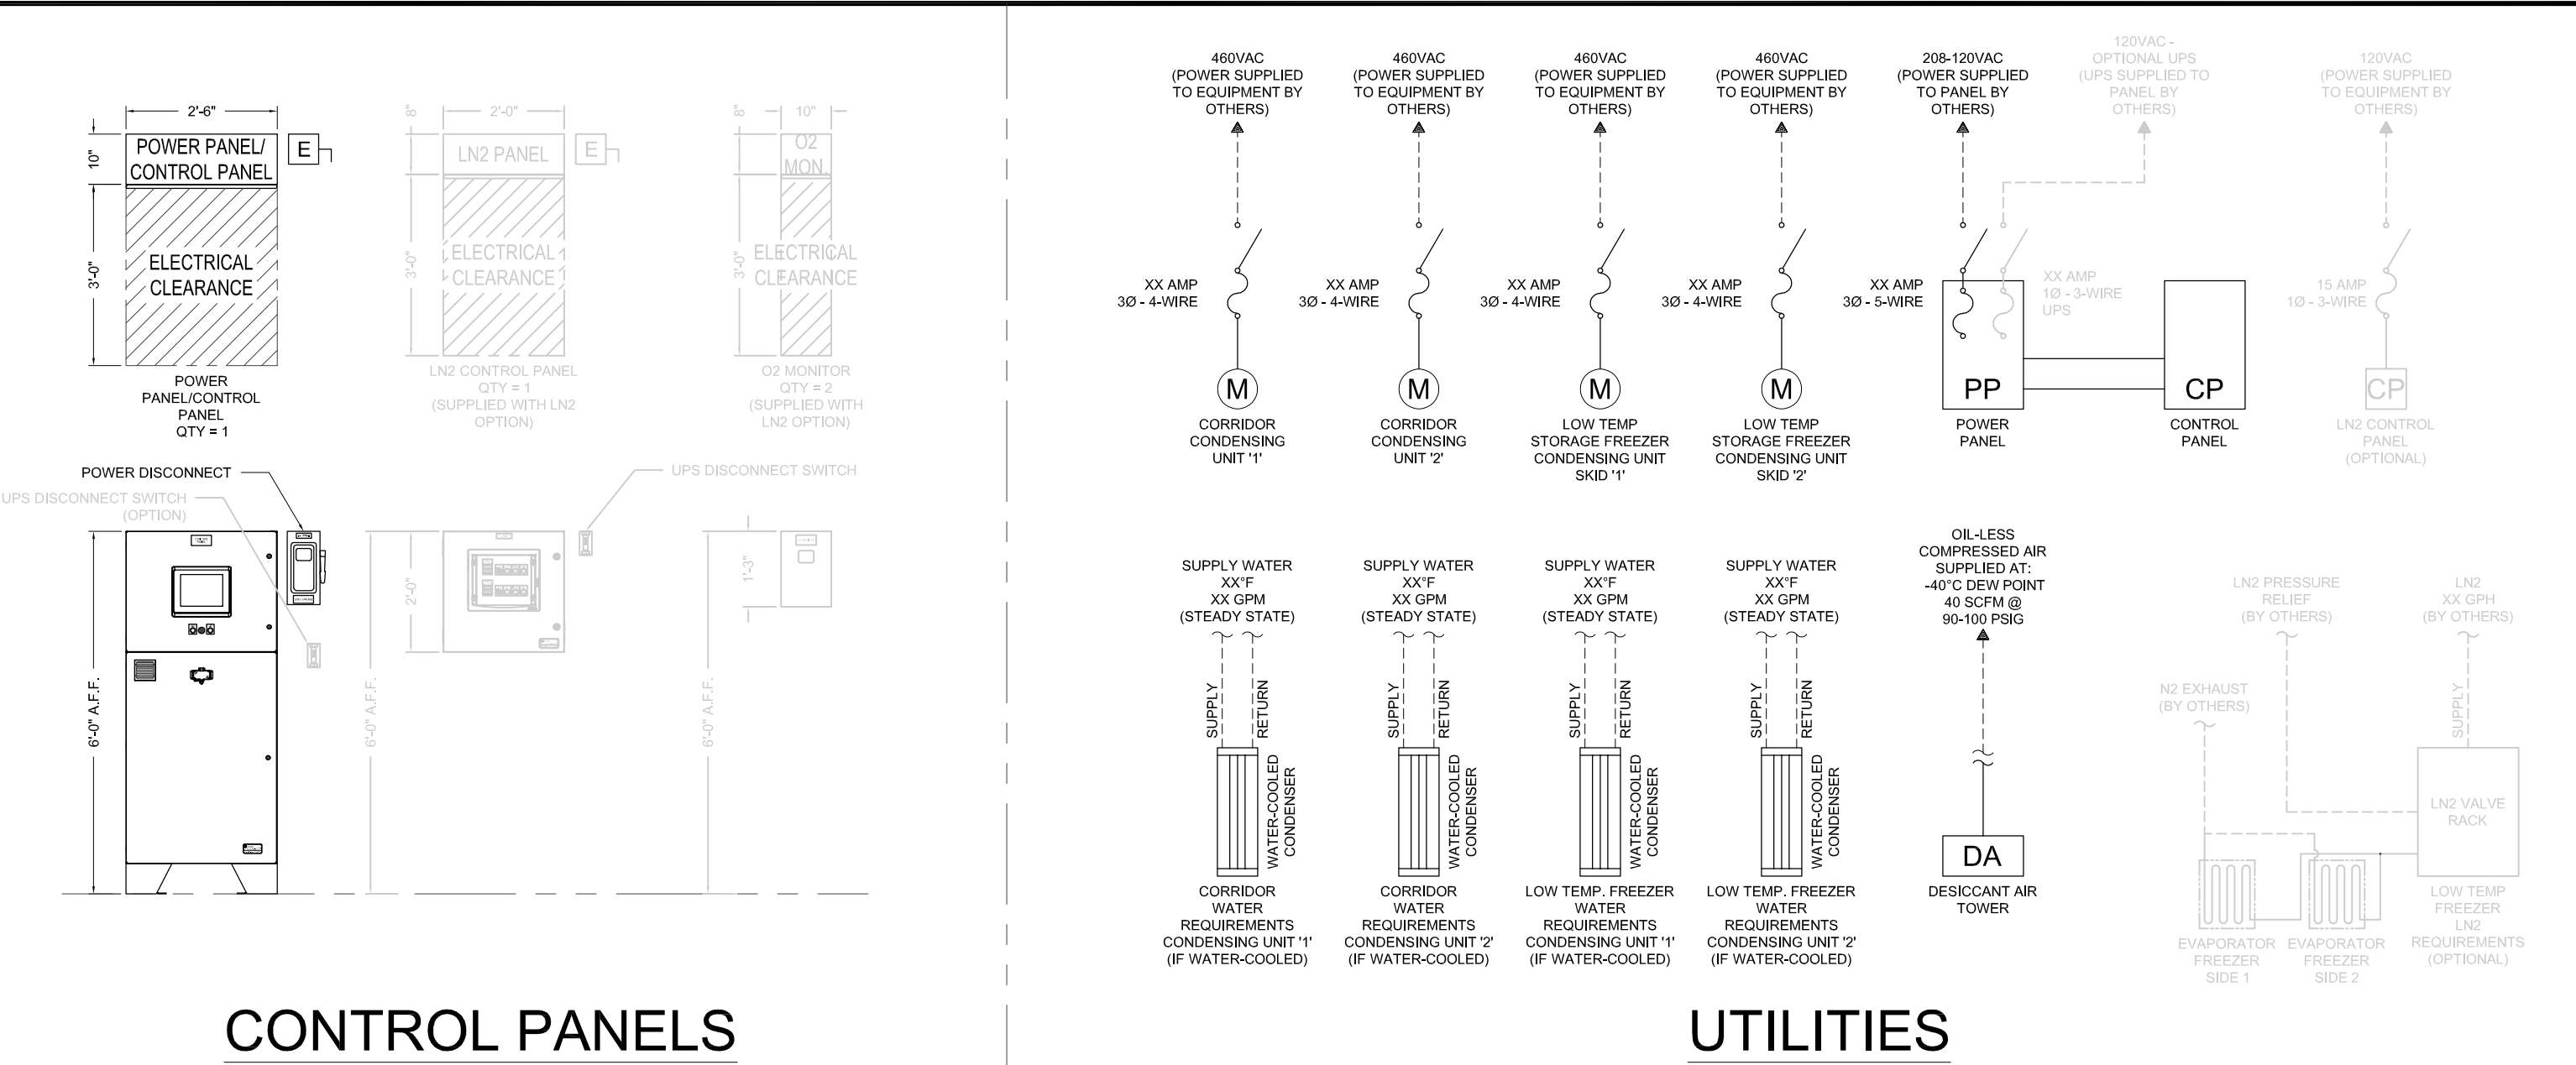 2'-6"
10"
POWER PANEL/
CONTROL PANEL
E
3'-0"
ELECTRICAL
CLEARANCE
POWER
PANEL/CONTROL
PANEL
QTY = 1
8"
2'-0"
LN2 PANEL
E
3'-0"
ELECTRICAL
CLEARANCE
LN2 CONTROL PANEL
QTY = 1
(SUPPLIED WITH LN2
OPTION)
8"
10"
O2
MON.
3'-0"
ELECTRICAL
CLEARANCE
O2 MONITOR
QTY = 2
(SUPPLIED WITH
LN2 OPTION)
POWER DISCONNECT
UPS DISCONNECT SWITCH
(OPTION)
UPS DISCONNECT SWITCH
6'-0" A.F.F.
6'-0" A.F.F.
2'-0"
6'-0" A.F.F.
1'-3"
CONTROL PANELS
460VAC
(POWER SUPPLIED
TO EQUIPMENT BY
OTHERS)
XX AMP
3Ø - 4-WIRE
M
CORRIDOR
CONDENSING
UNIT '1'
460VAC
(POWER SUPPLIED
TO EQUIPMENT BY
OTHERS)
XX AMP
3Ø - 4-WIRE
M
CORRIDOR
CONDENSING
UNIT '2'
460VAC
(POWER SUPPLIED
TO EQUIPMENT BY
OTHERS)
XX AMP
3Ø - 4-WIRE
M
LOW TEMP
STORAGE FREEZER
CONDENSING UNIT
SKID '1'
460VAC
(POWER SUPPLIED
TO EQUIPMENT BY
OTHERS)
XX AMP
3Ø - 4-WIRE
M
LOW TEMP
STORAGE FREEZER
CONDENSING UNIT
SKID '2'
208-120VAC
(POWER SUPPLIED
TO PANEL BY
OTHERS)
XX AMP
3Ø - 5-WIRE
PP
POWER
PANEL
120VAC -
OPTIONAL UPS
(UPS SUPPLIED TO
PANEL BY
OTHERS)
XX AMP
1Ø - 3-WIRE
UPS
CP
CONTROL
PANEL
120VAC
(POWER SUPPLIED
TO EQUIPMENT BY
OTHERS)
15 AMP
1Ø - 3-WIRE
CP
LN2 CONTROL
PANEL
(OPTIONAL)
SUPPLY WATER
XX°F
XX GPM
(STEADY STATE)
SUPPLY
RETURN
WATER-COOLED
CONDENSER
CORRIDOR
WATER
REQUIREMENTS
CONDENSING UNIT '1'
(IF WATER-COOLED)
SUPPLY WATER
XX°F
XX GPM
(STEADY STATE)
SUPPLY
RETURN
WATER-COOLED
CONDENSER
CORRIDOR
WATER
REQUIREMENTS
CONDENSING UNIT '2'
(IF WATER-COOLED)
SUPPLY WATER
XX°F
XX GPM
(STEADY STATE)
SUPPLY
RETURN
WATER-COOLED
CONDENSER
LOW TEMP. FREEZER
WATER
REQUIREMENTS
CONDENSING UNIT '1'
(IF WATER-COOLED)
SUPPLY WATER
XX°F
XX GPM
(STEADY STATE)
SUPPLY
RETURN
WATER-COOLED
CONDENSER
LOW TEMP. FREEZER
WATER
REQUIREMENTS
CONDENSING UNIT '2'
(IF WATER-COOLED)
OIL-LESS
COMPRESSED AIR
SUPPLIED AT:
-40°C DEW POINT
40 SCFM @
90-100 PSIG
DA
DESICCANT AIR
TOWER
LN2 PRESSURE
RELIEF
(BY OTHERS)
LN2
XX GPH
(BY OTHERS)
N2 EXHAUST
(BY OTHERS)
SUPPLY
LN2 VALVE
RACK
EVAPORATOR
FREEZER
SIDE 1
EVAPORATOR
FREEZER
SIDE 2
LOW TEMP
FREEZER
LN2
REQUIREMENTS
(OPTIONAL)
UTILITIES